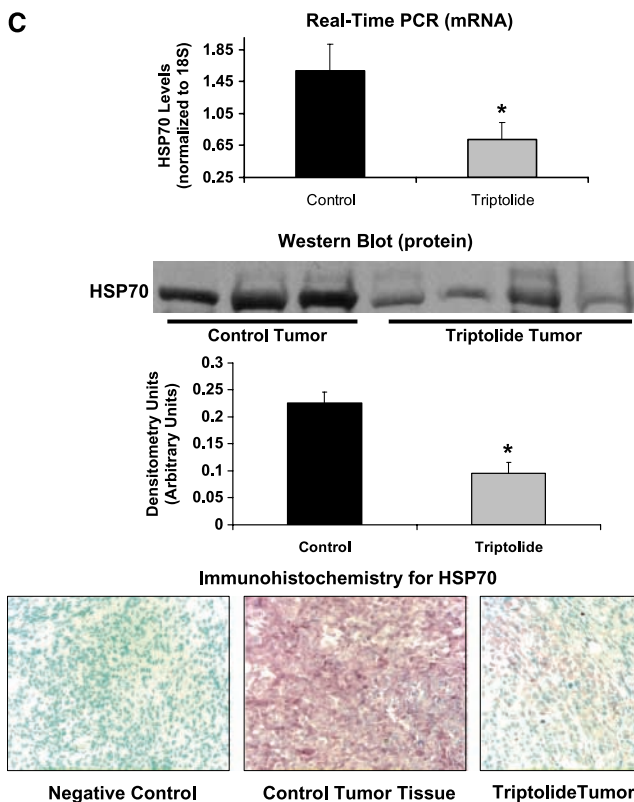 C
Real-Time PCR (mRNA)
HSP70 Levels
(normalized to 18S)
1.85
1.45
1.05
0.65
0.25
*
Control
Triptolide
Western Blot (protein)
HSP70
Control Tumor
Triptolide Tumor
Densitometry Units
(Arbitrary Units)
0.3
0.25
0.2
0.15
0.1
0.05
0
*
Control
Triptolide
Immunohistochemistry for HSP70
Negative Control
Control Tumor Tissue
TriptolideTumor